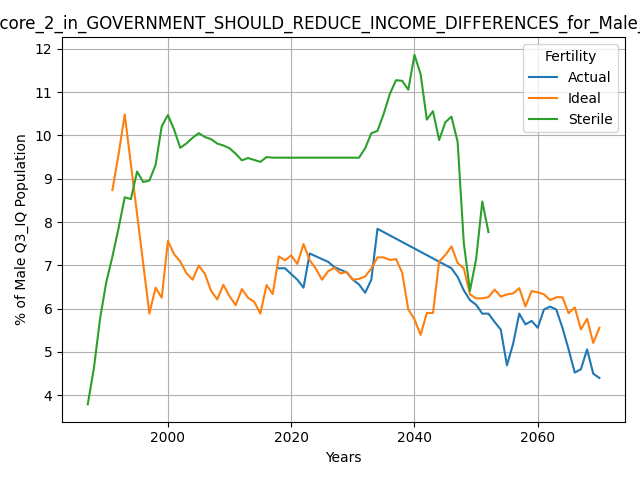 core_2_in_GOVERNMENT_SHOULD_REDUCE_INCOME_DIFFERENCES_for_Male_
% of Male Q3_IQ Population
12
11
10
9
8
7
6
5
4
Fertility
Actual
Ideal
Sterile
2000 2020 2040 2060
Years